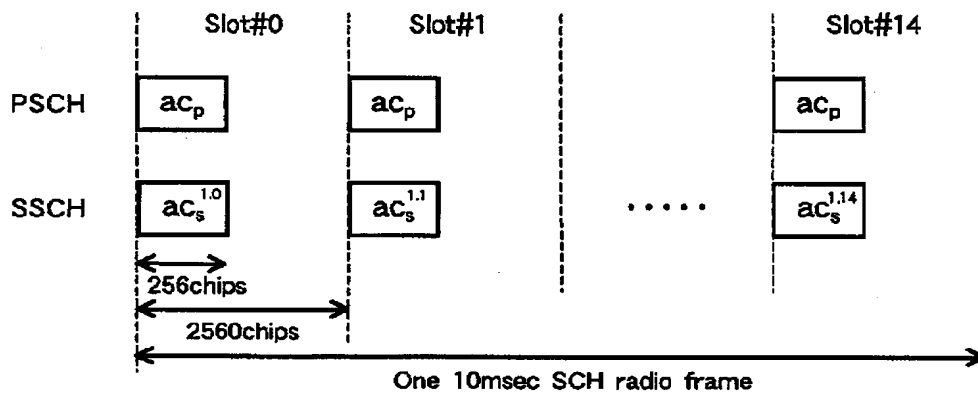 Slot#0 Slot#1 Slot#14
PSCH ac_p ac_p ac_p
SSCH ac_s^1.0 ac_s^1.1 ..... ac_s^1.14
256chips
2560chips
One 10msec SCH radio frame